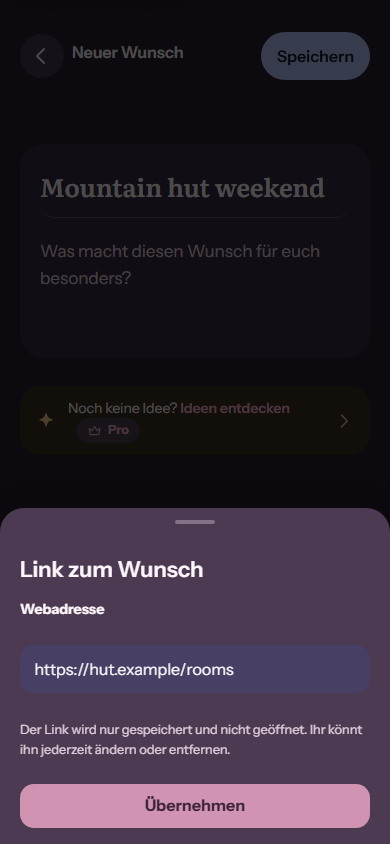 Neuer Wunsch
Speichern
Mountain hut weekend
Was macht diesen Wunsch für euch
besonders?
Noch keine Idee? Ideen entdecken
Pro
Link zum Wunsch
Webadresse
https://hut.example/rooms
Der Link wird nur gespeichert und nicht geöffnet. Ihr könnt
ihn jederzeit ändern oder entfernen.
Übernehmen